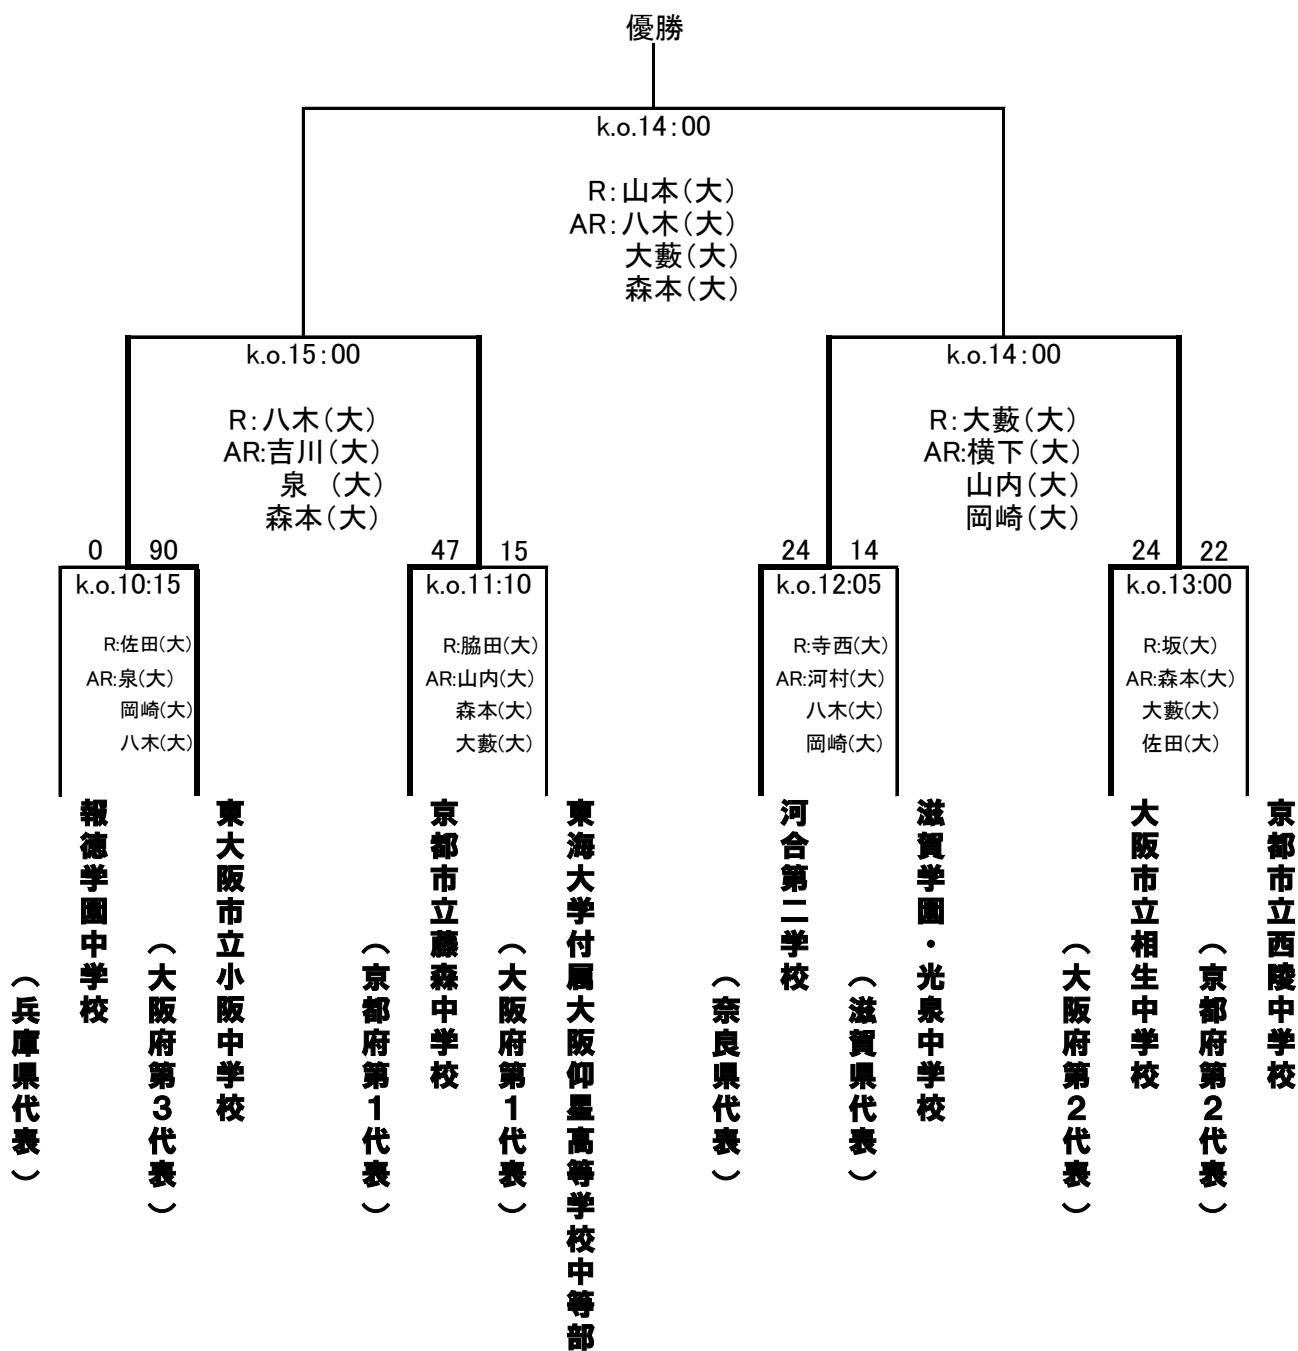 優勝
k.o.14:00
R:山本(大)
AR:八木(大)
大藪(大)
森本(大)
k.o.15:00
R:八木(大)
AR:吉川(大)
泉 (大)
森本(大)
k.o.14:00
R:大藪(大)
AR:横下(大)
山内(大)
岡崎(大)
0 90
k.o.10:15
R:佐田(大)
AR:泉(大)
岡崎(大)
八木(大)
47 15
k.o.11:10
R:脇田(大)
AR:山内(大)
森本(大)
大藪(大)
24 14
k.o.12:05
R:寺西(大)
AR:河村(大)
八木(大)
岡崎(大)
24 22
k.o.13:00
R:坂(大)
AR:森本(大)
大藪(大)
佐田(大)
報徳学園中学校
(兵庫県代表)
東大阪市立小阪中学校
(大阪府第3代表)
京都市立藤森中学校
(京都府第1代表)
東海大学付属大阪仰星高等学校中等部
(大阪府第1代表)
河合第二学校
(奈良県代表)
滋賀学園・光泉中学校
(滋賀県代表)
大阪市立相生中学校
(大阪府第2代表)
京都市立西陵中学校
(京都府第2代表)